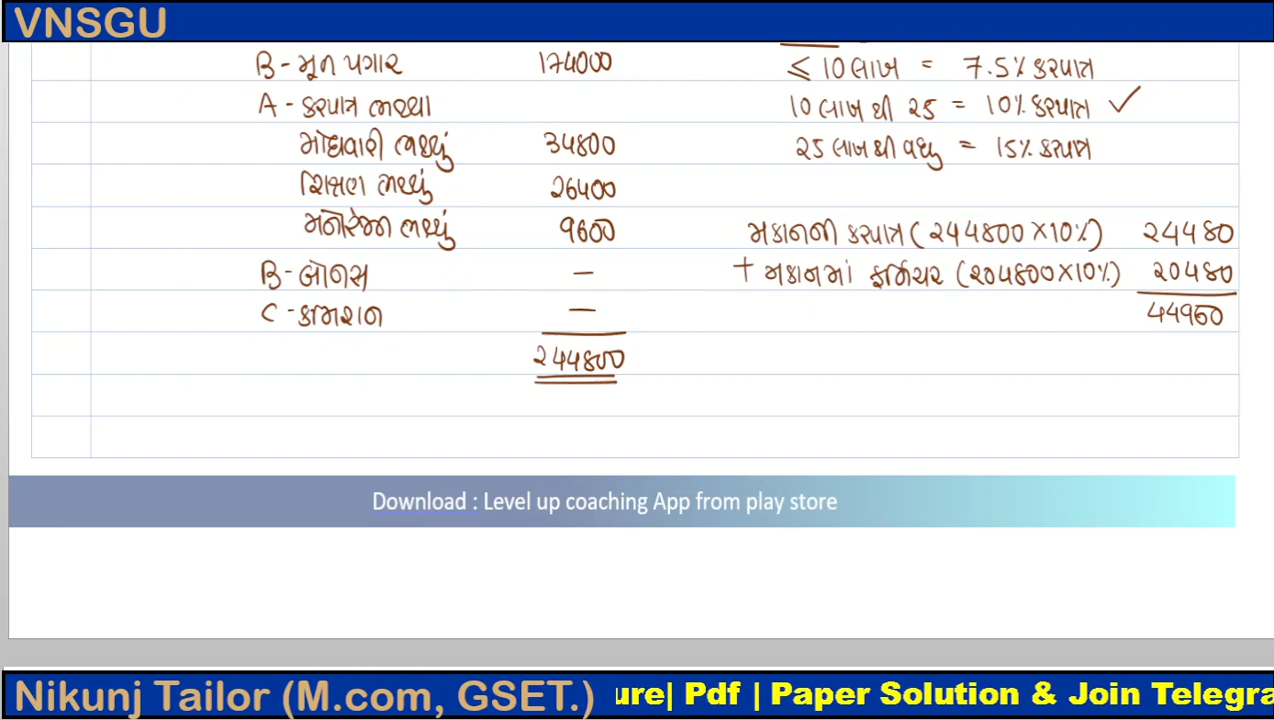 VNSGU
B - મૂળ પગાર 174000
≤ 10 લાખ = 7.5% કરપાત્ર
A - કરપાત્ર ભથ્થા
10 લાખ થી 25 = 10% કરપાત્ર ✓
મોંઘવારી ભથ્થું 34800
25 લાખ થી વધુ = 15% કરપાત્ર
શિક્ષણ ભથ્થું 26400
મનોરંજન ભથ્થું 9600
મકાનની કરપાત્ર (244800 X 10%) 24480
B - બોનસ —
+ મકાનમાં ફર્નિચર (204800 X 10%) 20480
C - કમિશન —
44960
244800
Download : Level up coaching App from play store
Nikunj Tailor (M.com, GSET.)
ure| Pdf | Paper Solution & Join Telegra